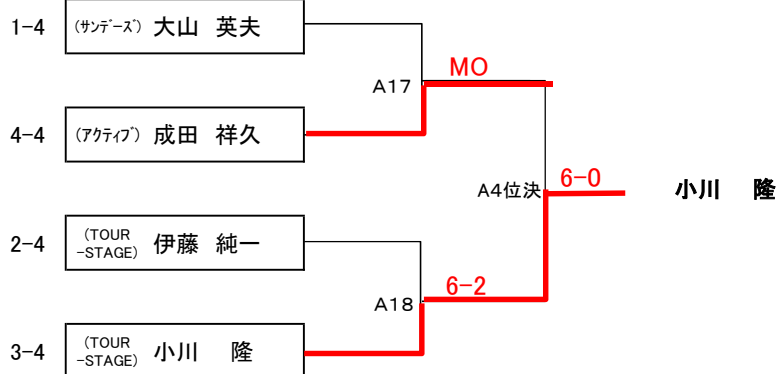 1-4 (サンデーズ) 大山 英夫
MO
A17
4-4 (アクティブ) 成田 祥久
A4位決 6-0 小川 隆
2-4 (TOUR
-STAGE) 伊藤 純一
6-2
A18
3-4 (TOUR
-STAGE) 小川 隆